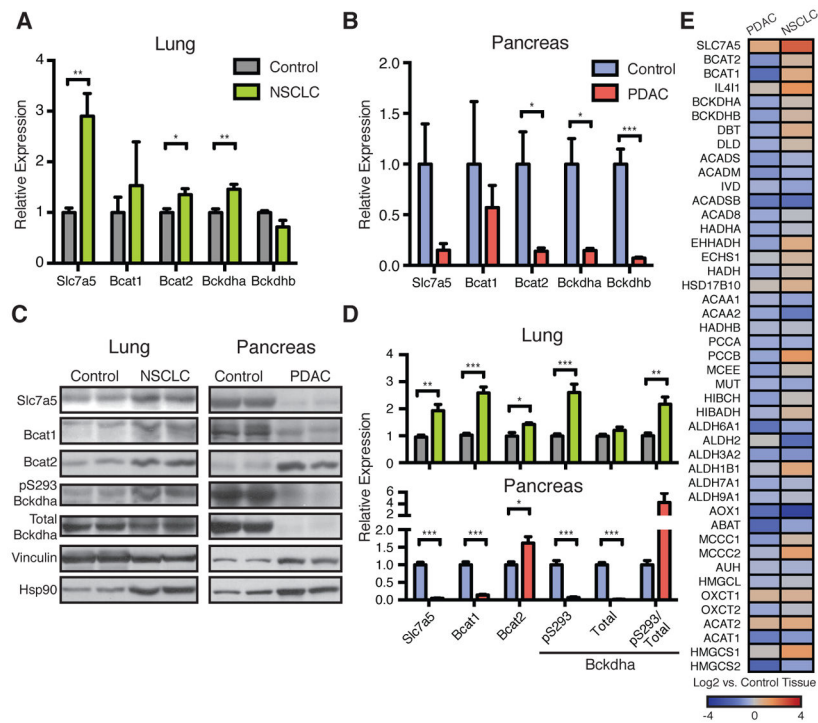 A
Lung
Control
NSCLC
**
*
**
Relative Expression
4
3
2
1
0
Slc7a5
Bcat1
Bcat2
Bckdha
Bckdhb
B
Pancreas
Control
PDAC
*
*
***
Relative Expression
2.0
1.5
1.0
0.5
0.0
Slc7a5
Bcat1
Bcat2
Bckdha
Bckdhb
C
Lung
Pancreas
Control NSCLC
Control PDAC
Slc7a5
Bcat1
Bcat2
pS293
Bckdha
Total
Bckdha
Vinculin
Hsp90
D
Lung
**
***
*
***
**
4
3
2
1
0
Relative Expression
Pancreas
***
***
*
***
***
6
4
2
2.0
1.5
1.0
0.5
0.0
Slc7a5
Bcat1
Bcat2
pS293
Total
pS293/
Total
Bckdha
E
PDAC
NSCLC
SLC7A5
BCAT2
BCAT1
IL4I1
BCKDHA
BCKDHB
DBT
DLD
ACADS
ACADM
IVD
ACADSB
ACAD8
HADHA
EHHADH
ECHS1
HADH
HSD17B10
ACAA1
ACAA2
HADHB
PCCA
PCCB
MCEE
MUT
HIBCH
HIBADH
ALDH6A1
ALDH2
ALDH3A2
ALDH1B1
ALDH7A1
ALDH9A1
AOX1
ABAT
MCCC1
MCCC2
AUH
HMGCL
OXCT1
OXCT2
ACAT2
ACAT1
HMGCS1
HMGCS2
Log2 vs. Control Tissue
-4 0 4